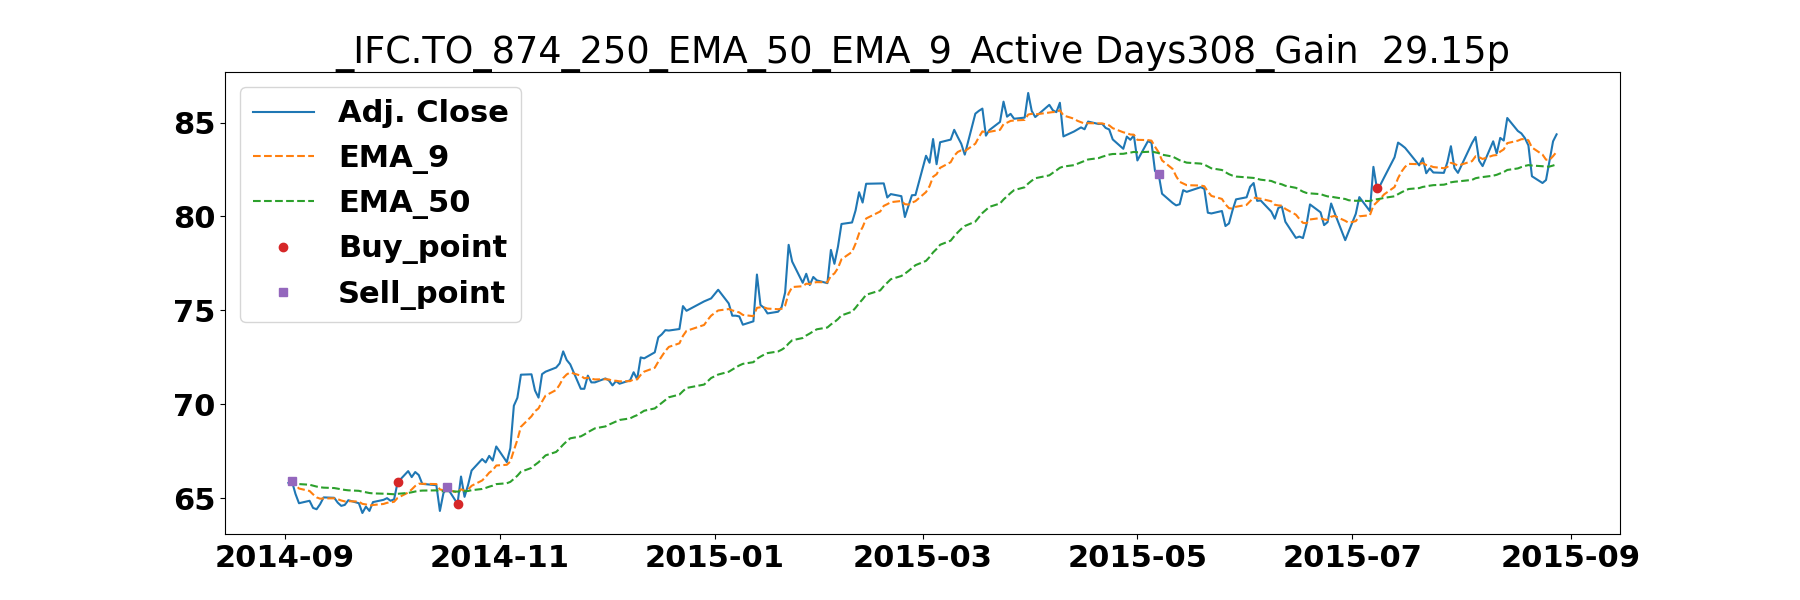 _IFC.TO_874_250_EMA_50_EMA_9_Active Days308_Gain  29.15p
Adj. Close
EMA_9
EMA_50
Buy_point
Sell_point
85
80
75
70
65
2014-09 2014-11 2015-01 2015-03 2015-05 2015-07 2015-09